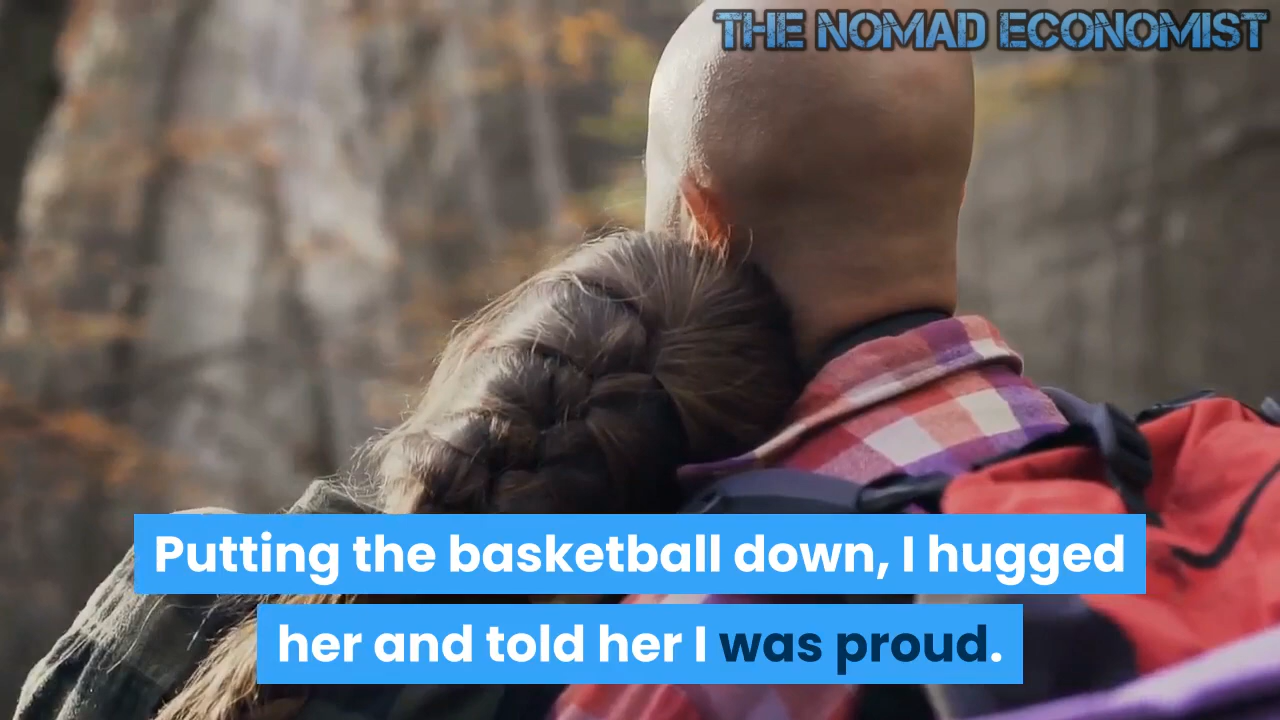 THE NOMAD ECONOMIST
Putting the basketball down, I hugged
her and told her I was proud.